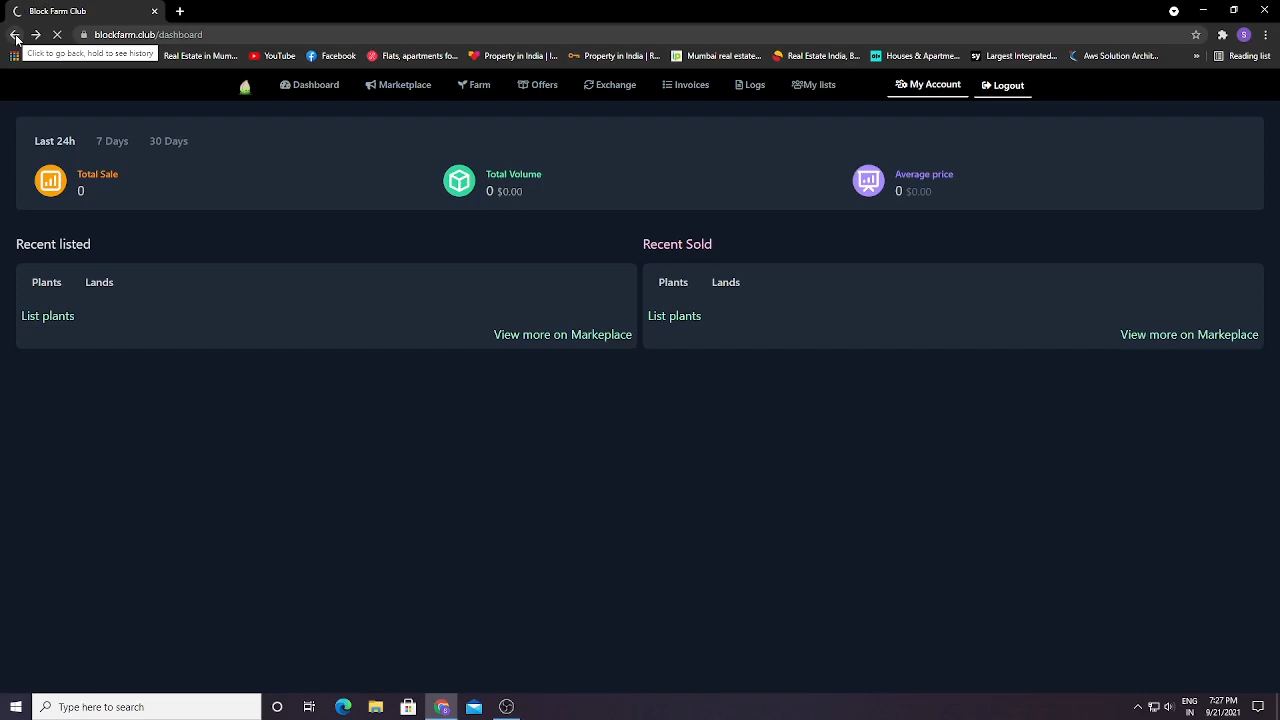 Block Farm Club
blockfarm.club/dashboard
Click to go back, hold to see history
Real Estate in Mum...
YouTube
Facebook
Flats, apartments fo...
Property in India | l...
Property in India | R...
Mumbai real estate...
Real Estate India, B...
Houses & Apartme...
Largest Integrated...
Aws Solution Archit...
»
Reading list
Dashboard
Marketplace
Farm
Offers
Exchange
Invoices
Logs
My lists
My Account
Logout
Last 24h 7 Days 30 Days
Total Sale
0
Total Volume
0 $0.00
Average price
0 $0.00
Recent listed
Plants Lands
List plants
View more on Markeplace
Recent Sold
Plants Lands
List plants
View more on Markeplace
Type here to search
ENG
IN
7:27 PM
9/21/2021